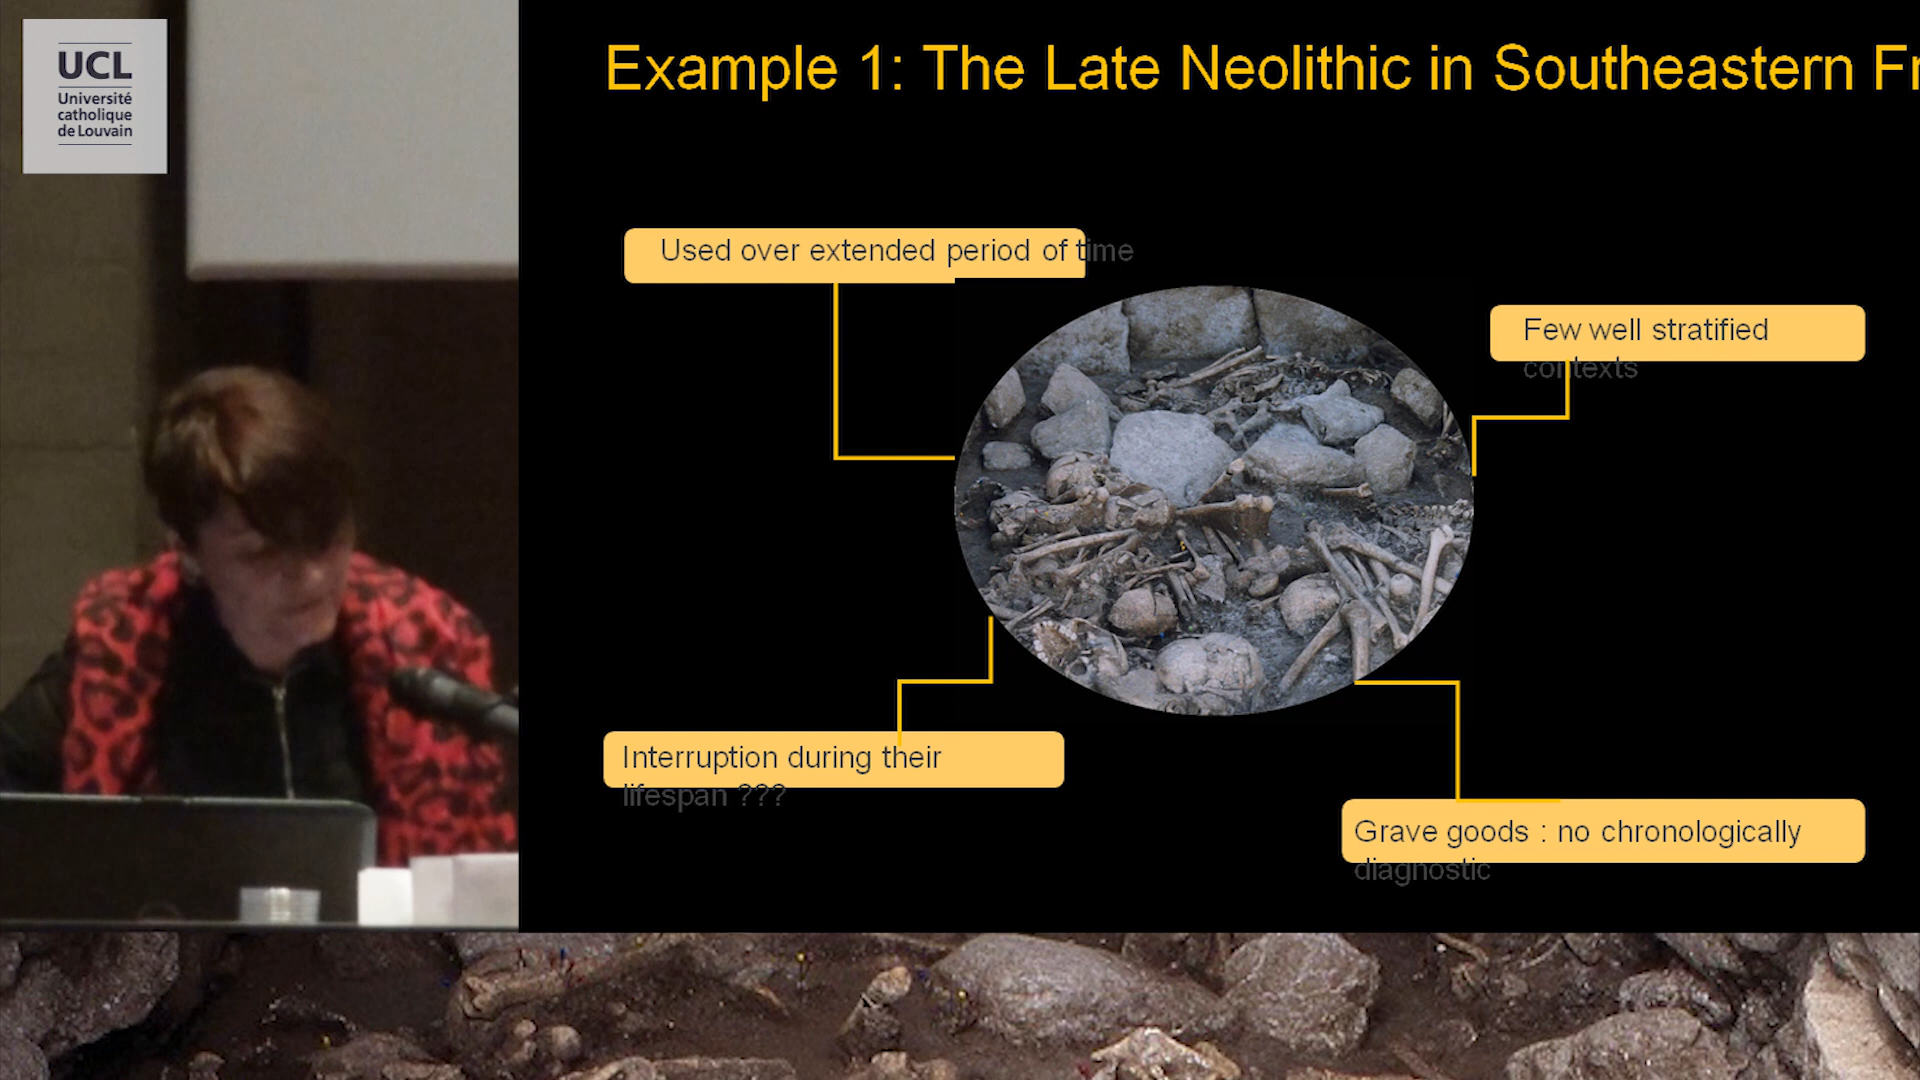 UCL
Université
catholique
de Louvain
Example 1: The Late Neolithic in Southeastern Fr
Used over extended period of time
Few well stratified
contexts
Interruption during their
lifespan ???
Grave goods : no chronologically
diagnostic